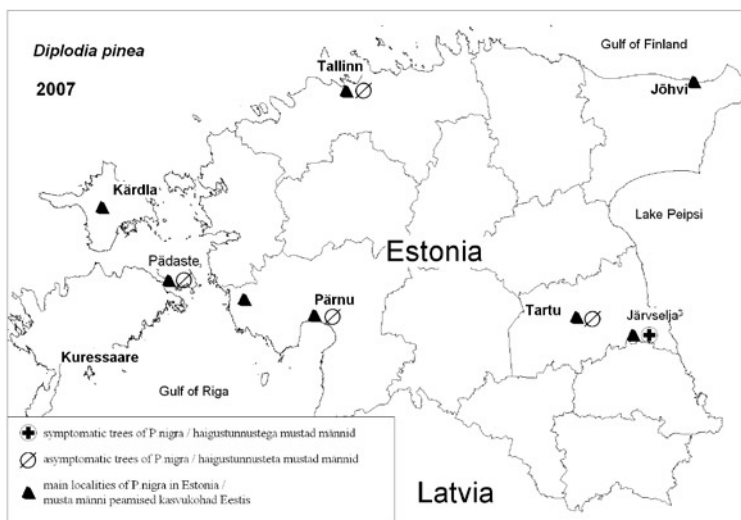 Diplodia pinea
2007
Gulf of Finland
Tallinn
Jõhvi
Kärdla
Lake Peipsi
Estonia
Pädaste
Pärnu
Tartu
Järvselja³
Kuressaare
Gulf of Riga
symptomatic trees of P nigra / haigustunnustega mustad männid
asymptomatic trees of P nigra / haigustunnusteta mustad männid
main localities of P nigra in Estonia /
musta männi peamised kasvukohad Eestis
Latvia